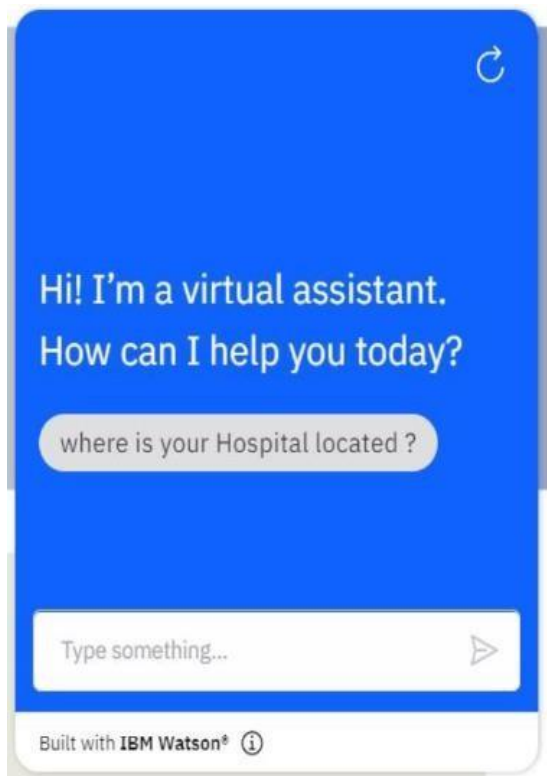 Hi! I'm a virtual assistant.
How can I help you today?
where is your Hospital located ?
Type something...
Built with IBM Watson®